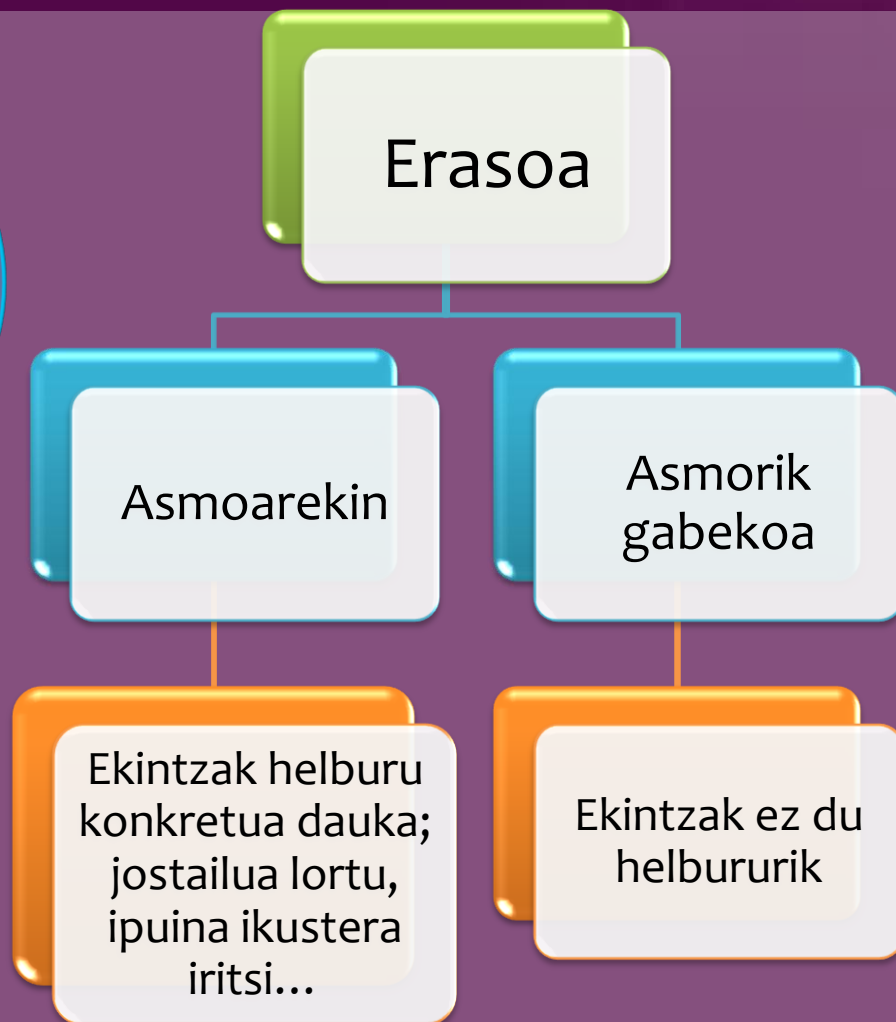 Erasoa
Asmoarekin
Asmorik
gabekoa
Ekintzak helburu
konkretua dauka;
jostailua lortu,
ipuina ikustera
iritsi...
Ekintzak ez du
helbururik